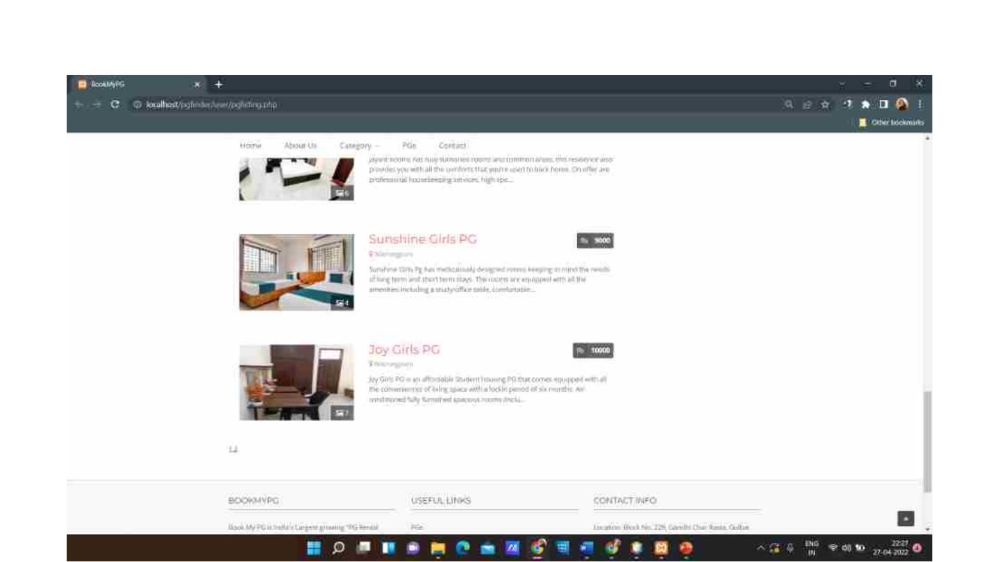 BookMyPG
localhost/pgfinder/user/pglisting.php
Other bookmarks
Home About Us Category PGs Contact
rooms has fully furnished rooms and common areas, this residence also
provides you with all the comforts that you're used to back home. On offer are
professional housekeeping services, high spe...
6
Sunshine Girls PG
9000
Sunshine Girls Pg has meticulously designed rooms keeping in mind the needs
of long term and short term stays. The rooms are equipped with all the
amenities including a study/office table, comfortable...
4
Joy Girls PG
10000
Joy Girls PG is an affordable Student housing PG that comes equipped with all
the conveniences of living space with a lockin period of six months. Air-
conditioned fully furnished spacious rooms (inclu...
7
1 2
BOOKMYPG
USEFUL LINKS
CONTACT INFO
Book My PG is India's Largest growing "PG Rental
PGs
Location: Block No. 229, Gandhi Char Rasta, Gulbai
ENG
IN
22:27
27-04-2022
4